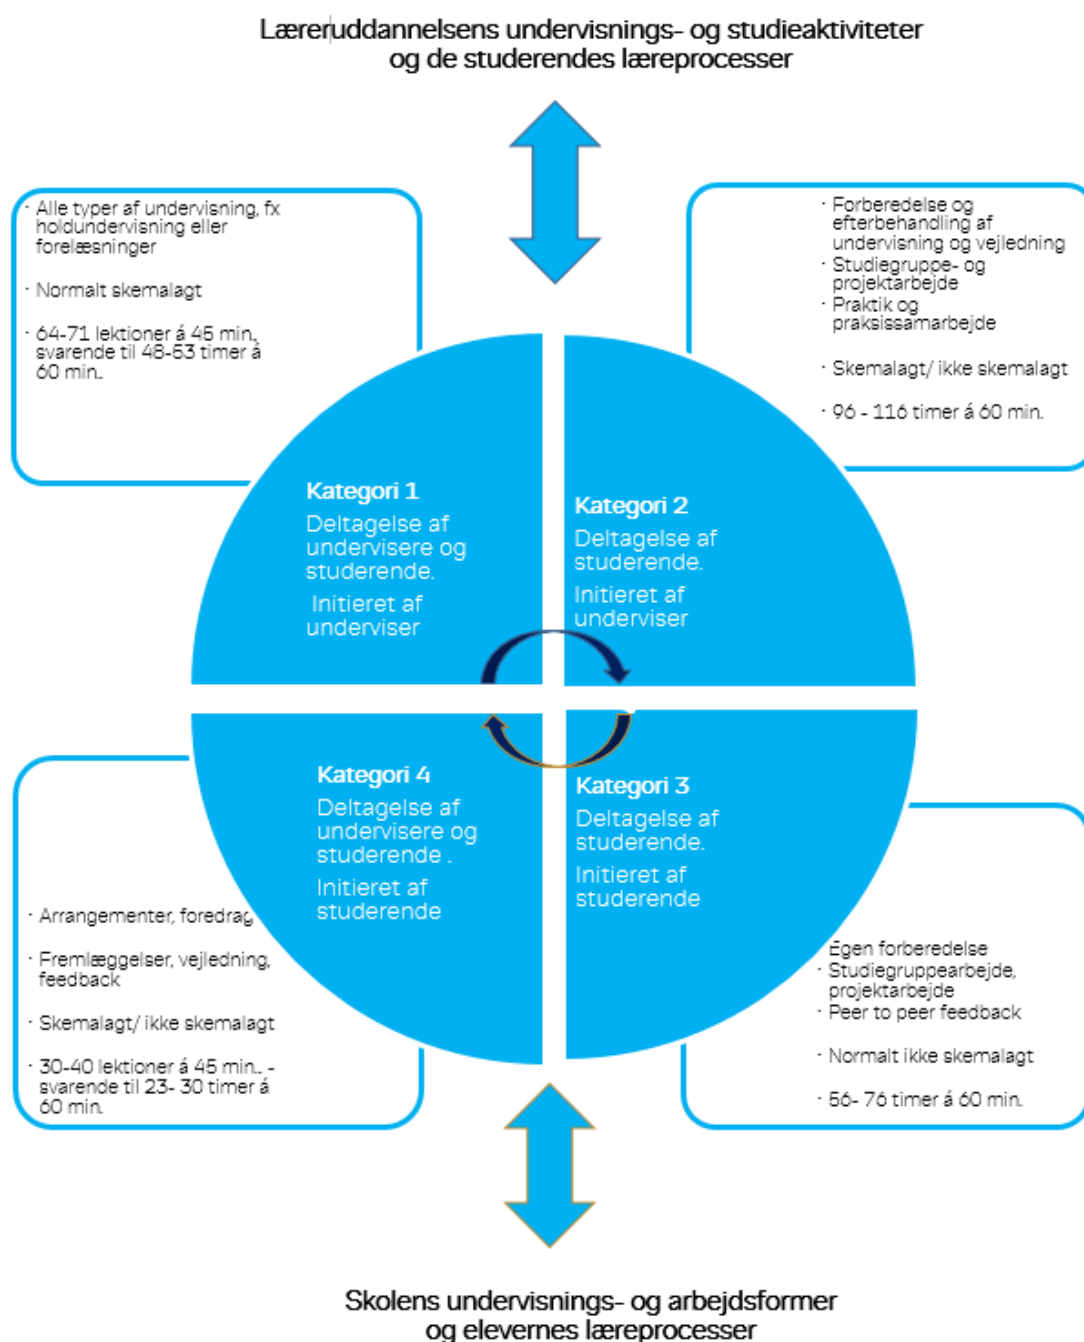 Læreruddannelsens undervisnings- og studieaktiviteter
og de studerendes læreprocesser
· Alle typer af undervisning, fx
holdundervisning eller
forelæsninger
· Normalt skemalagt
· 64-71 lektioner á 45 min.,
svarende til 48-53 timer á
60 min..
· Forberedelse og
efterbehandling af
undervisning og vejledning
· Studiegruppe- og
projektarbejde
· Praktik og
praksissamarbejde
· Skemalagt/ ikke skemalagt
· 96 - 116 timer á 60 min.
Kategori 1
Deltagelse af
undervisere og
studerende.
Initieret af
underviser
Kategori 2
Deltagelse af
studerende.
Initieret af
underviser
Kategori 4
Deltagelse af
undervisere og
studerende .
Initieret af
studerende
Kategori 3
Deltagelse af
studerende.
Initieret af
studerende
· Arrangementer, foredrag
· Fremlæggelser, vejledning,
feedback
· Skemalagt/ ikke skemalagt
· 30-40 lektioner á 45 min.. -
svarende til 23- 30 timer á
60 min.
Egen forberedelse
· Studiegruppearbejde,
projektarbejde
· Peer to peer feedback
· Normalt ikke skemalagt
· 56- 76 timer á 60 min.
Skolens undervisnings- og arbejdsformer
og elevernes læreprocesser